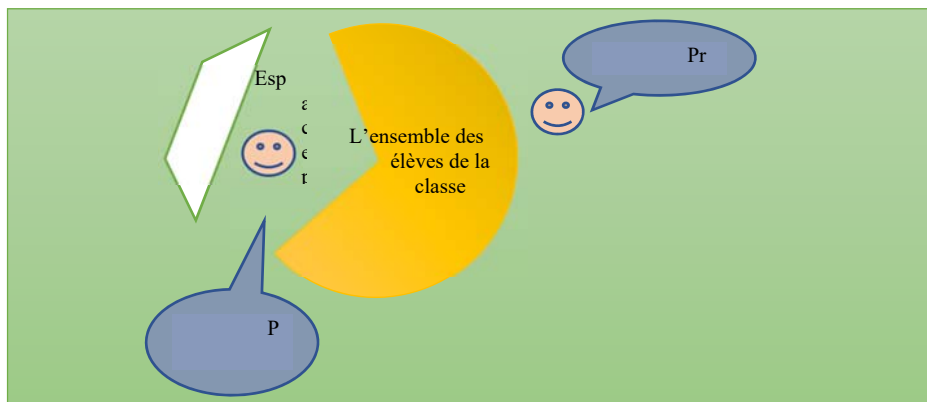 Esp
a
c
e
Pr
L'ensemble des
élèves de la
classe
P